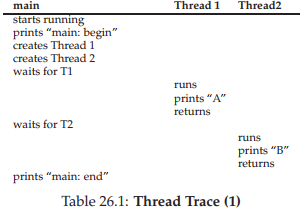 main Thread 1 Thread2
starts running
prints “main: begin”
creates Thread 1
creates Thread 2
waits for T1
runs
prints “A”
returns
waits for T2
runs
prints “B”
returns
prints “main: end”
Table 26.1: Thread Trace (1)